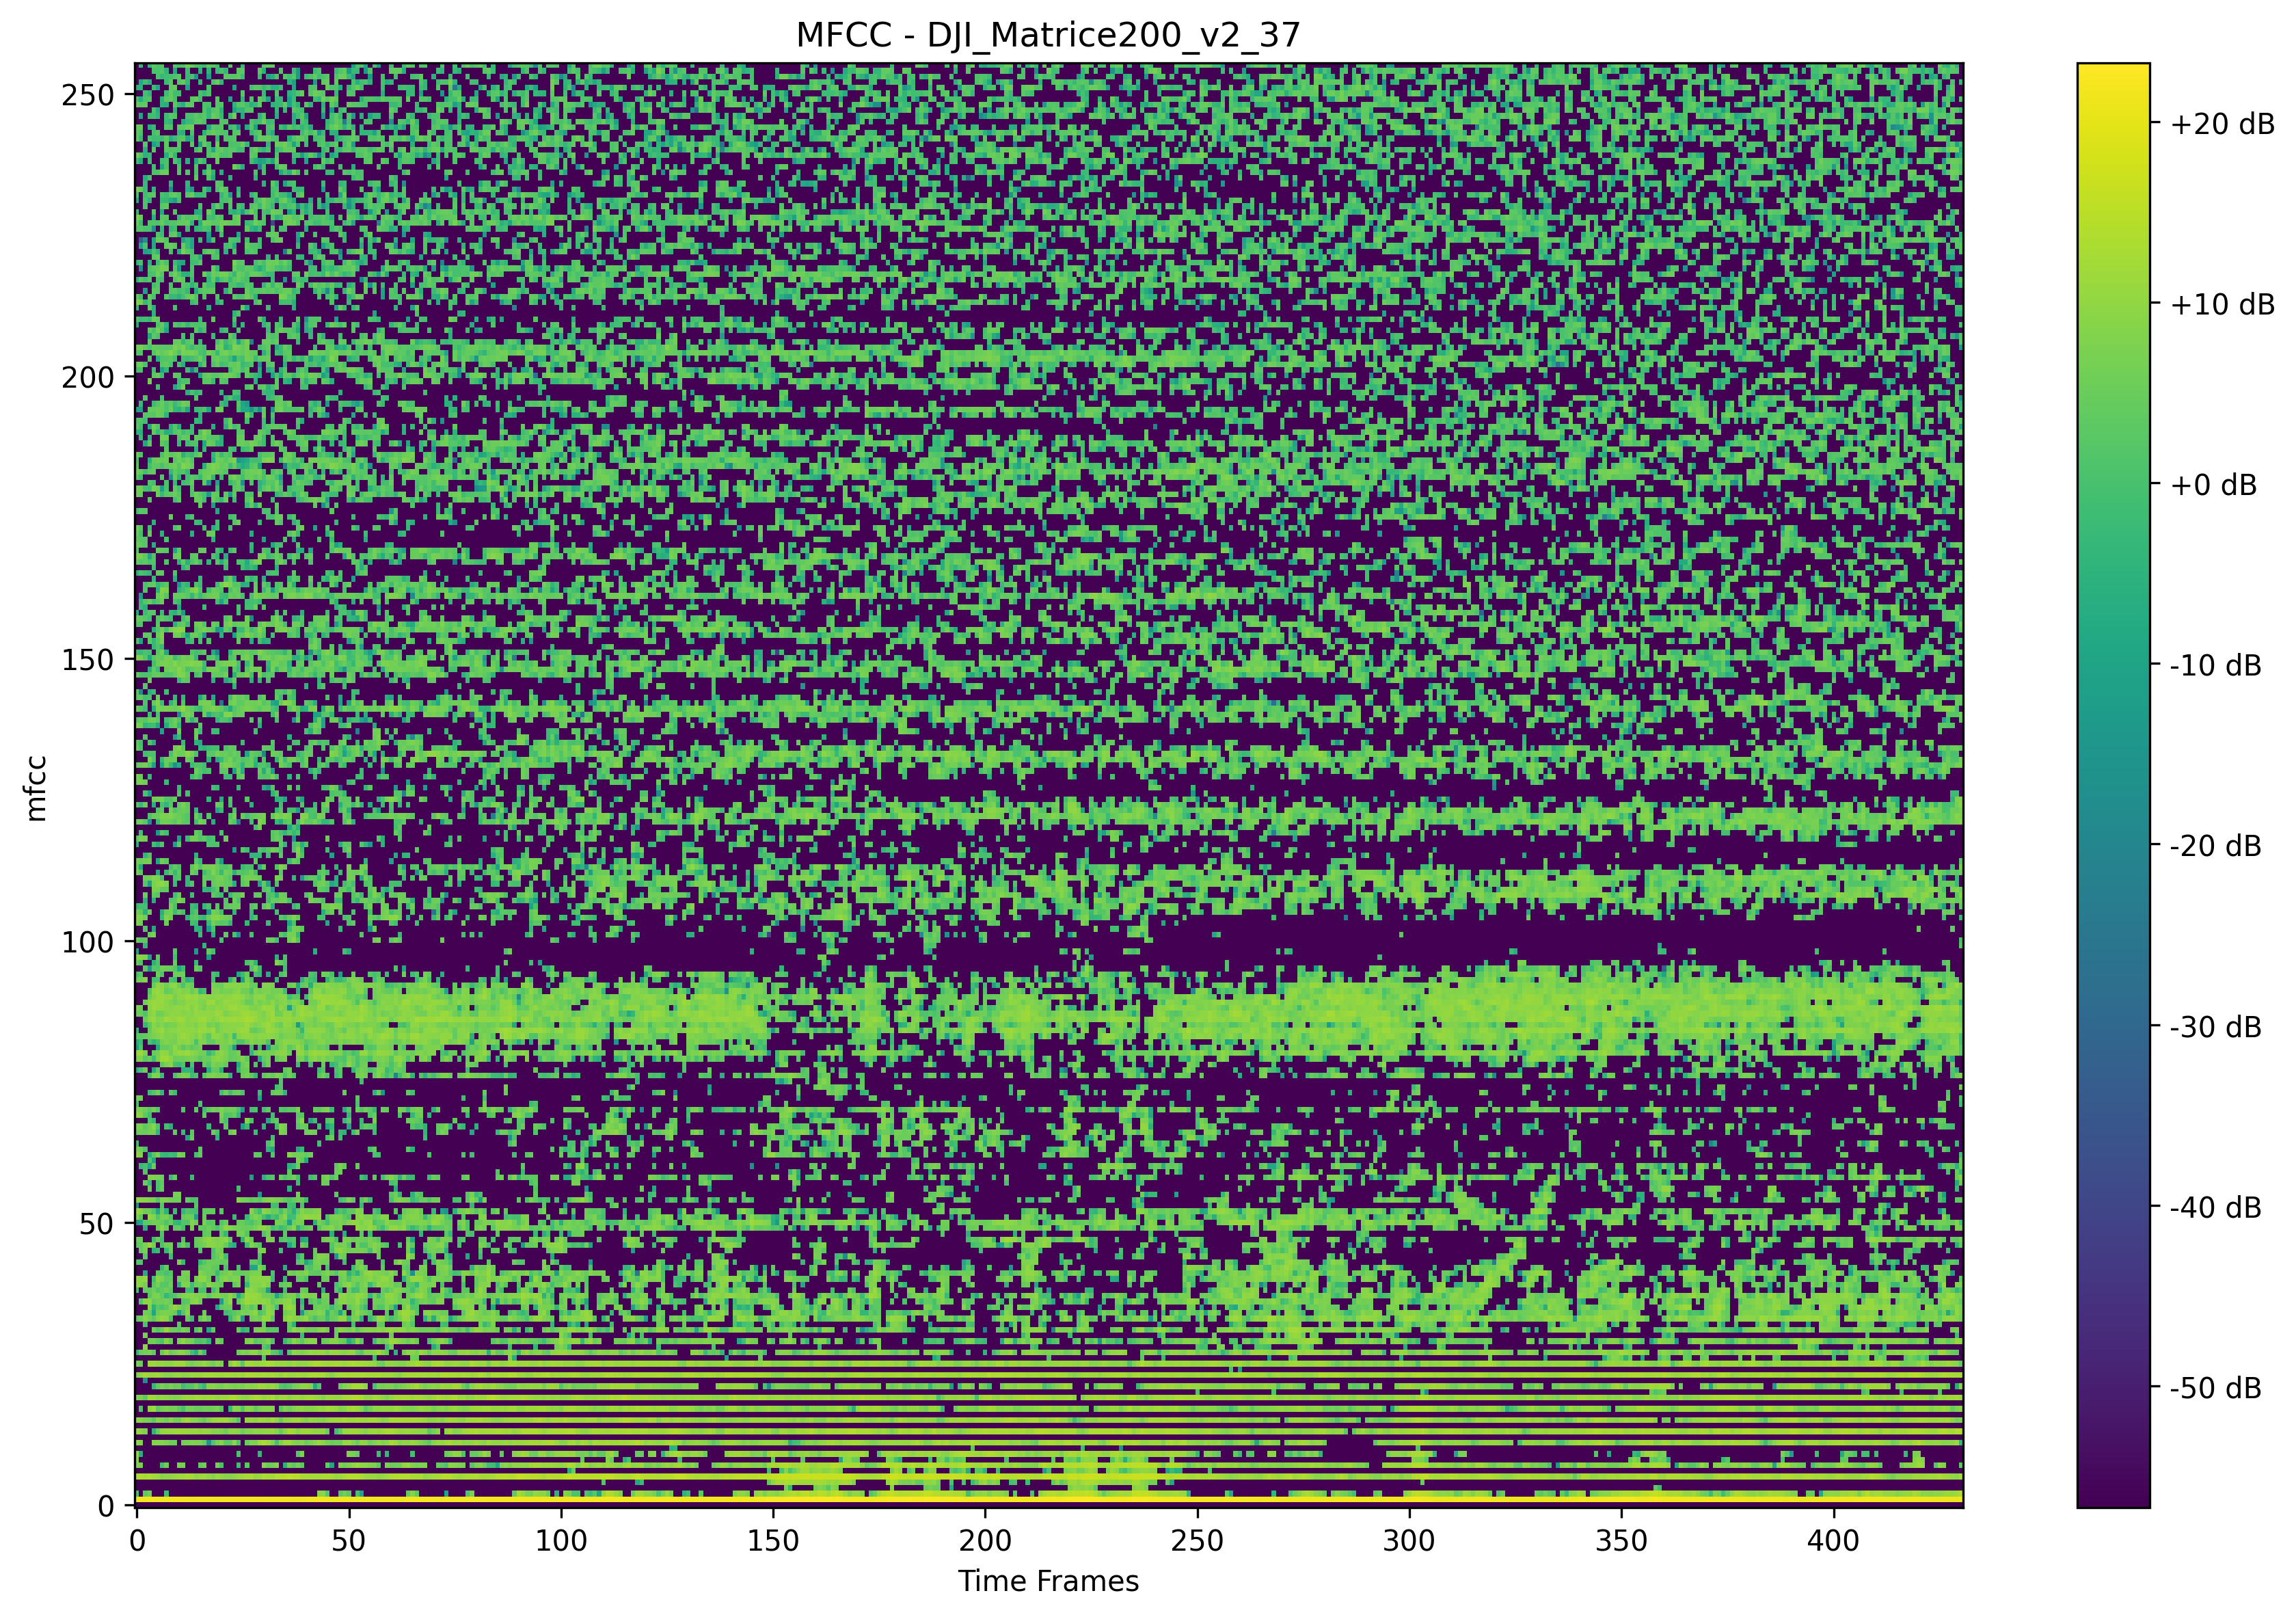 MFCC - DJI_Matrice200_v2_37
250
200
150
100
50
0
mfcc
0 50 100 150 200 250 300 350 400
Time Frames
+20 dB
+10 dB
+0 dB
-10 dB
-20 dB
-30 dB
-40 dB
-50 dB